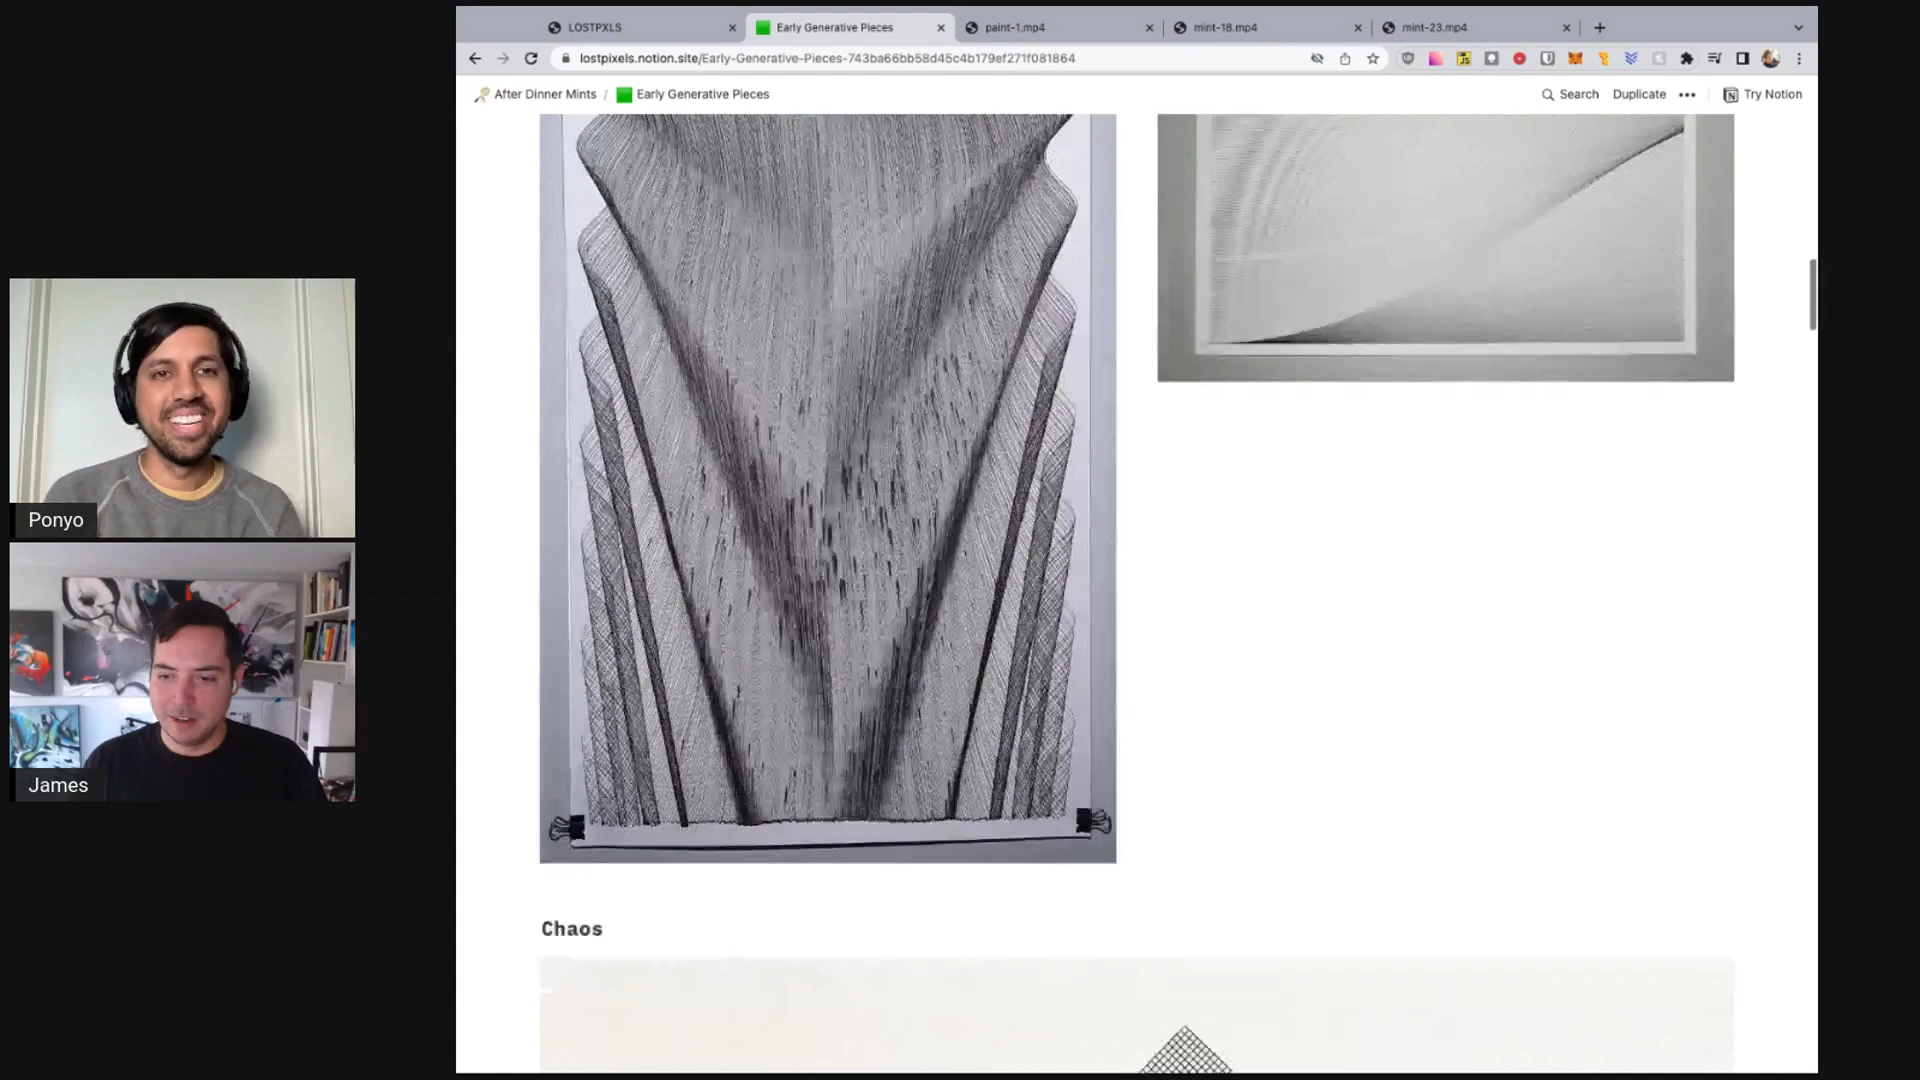 LOSTPXLS
Early Generative Pieces
paint-1.mp4
mint-18.mp4
mint-23.mp4
lostpixels.notion.site/Early-Generative-Pieces-743ba66bb58d45c4b179ef271f081864
After Dinner Mints / Early Generative Pieces
Search
Duplicate
Try Notion
Ponyo
James
Chaos